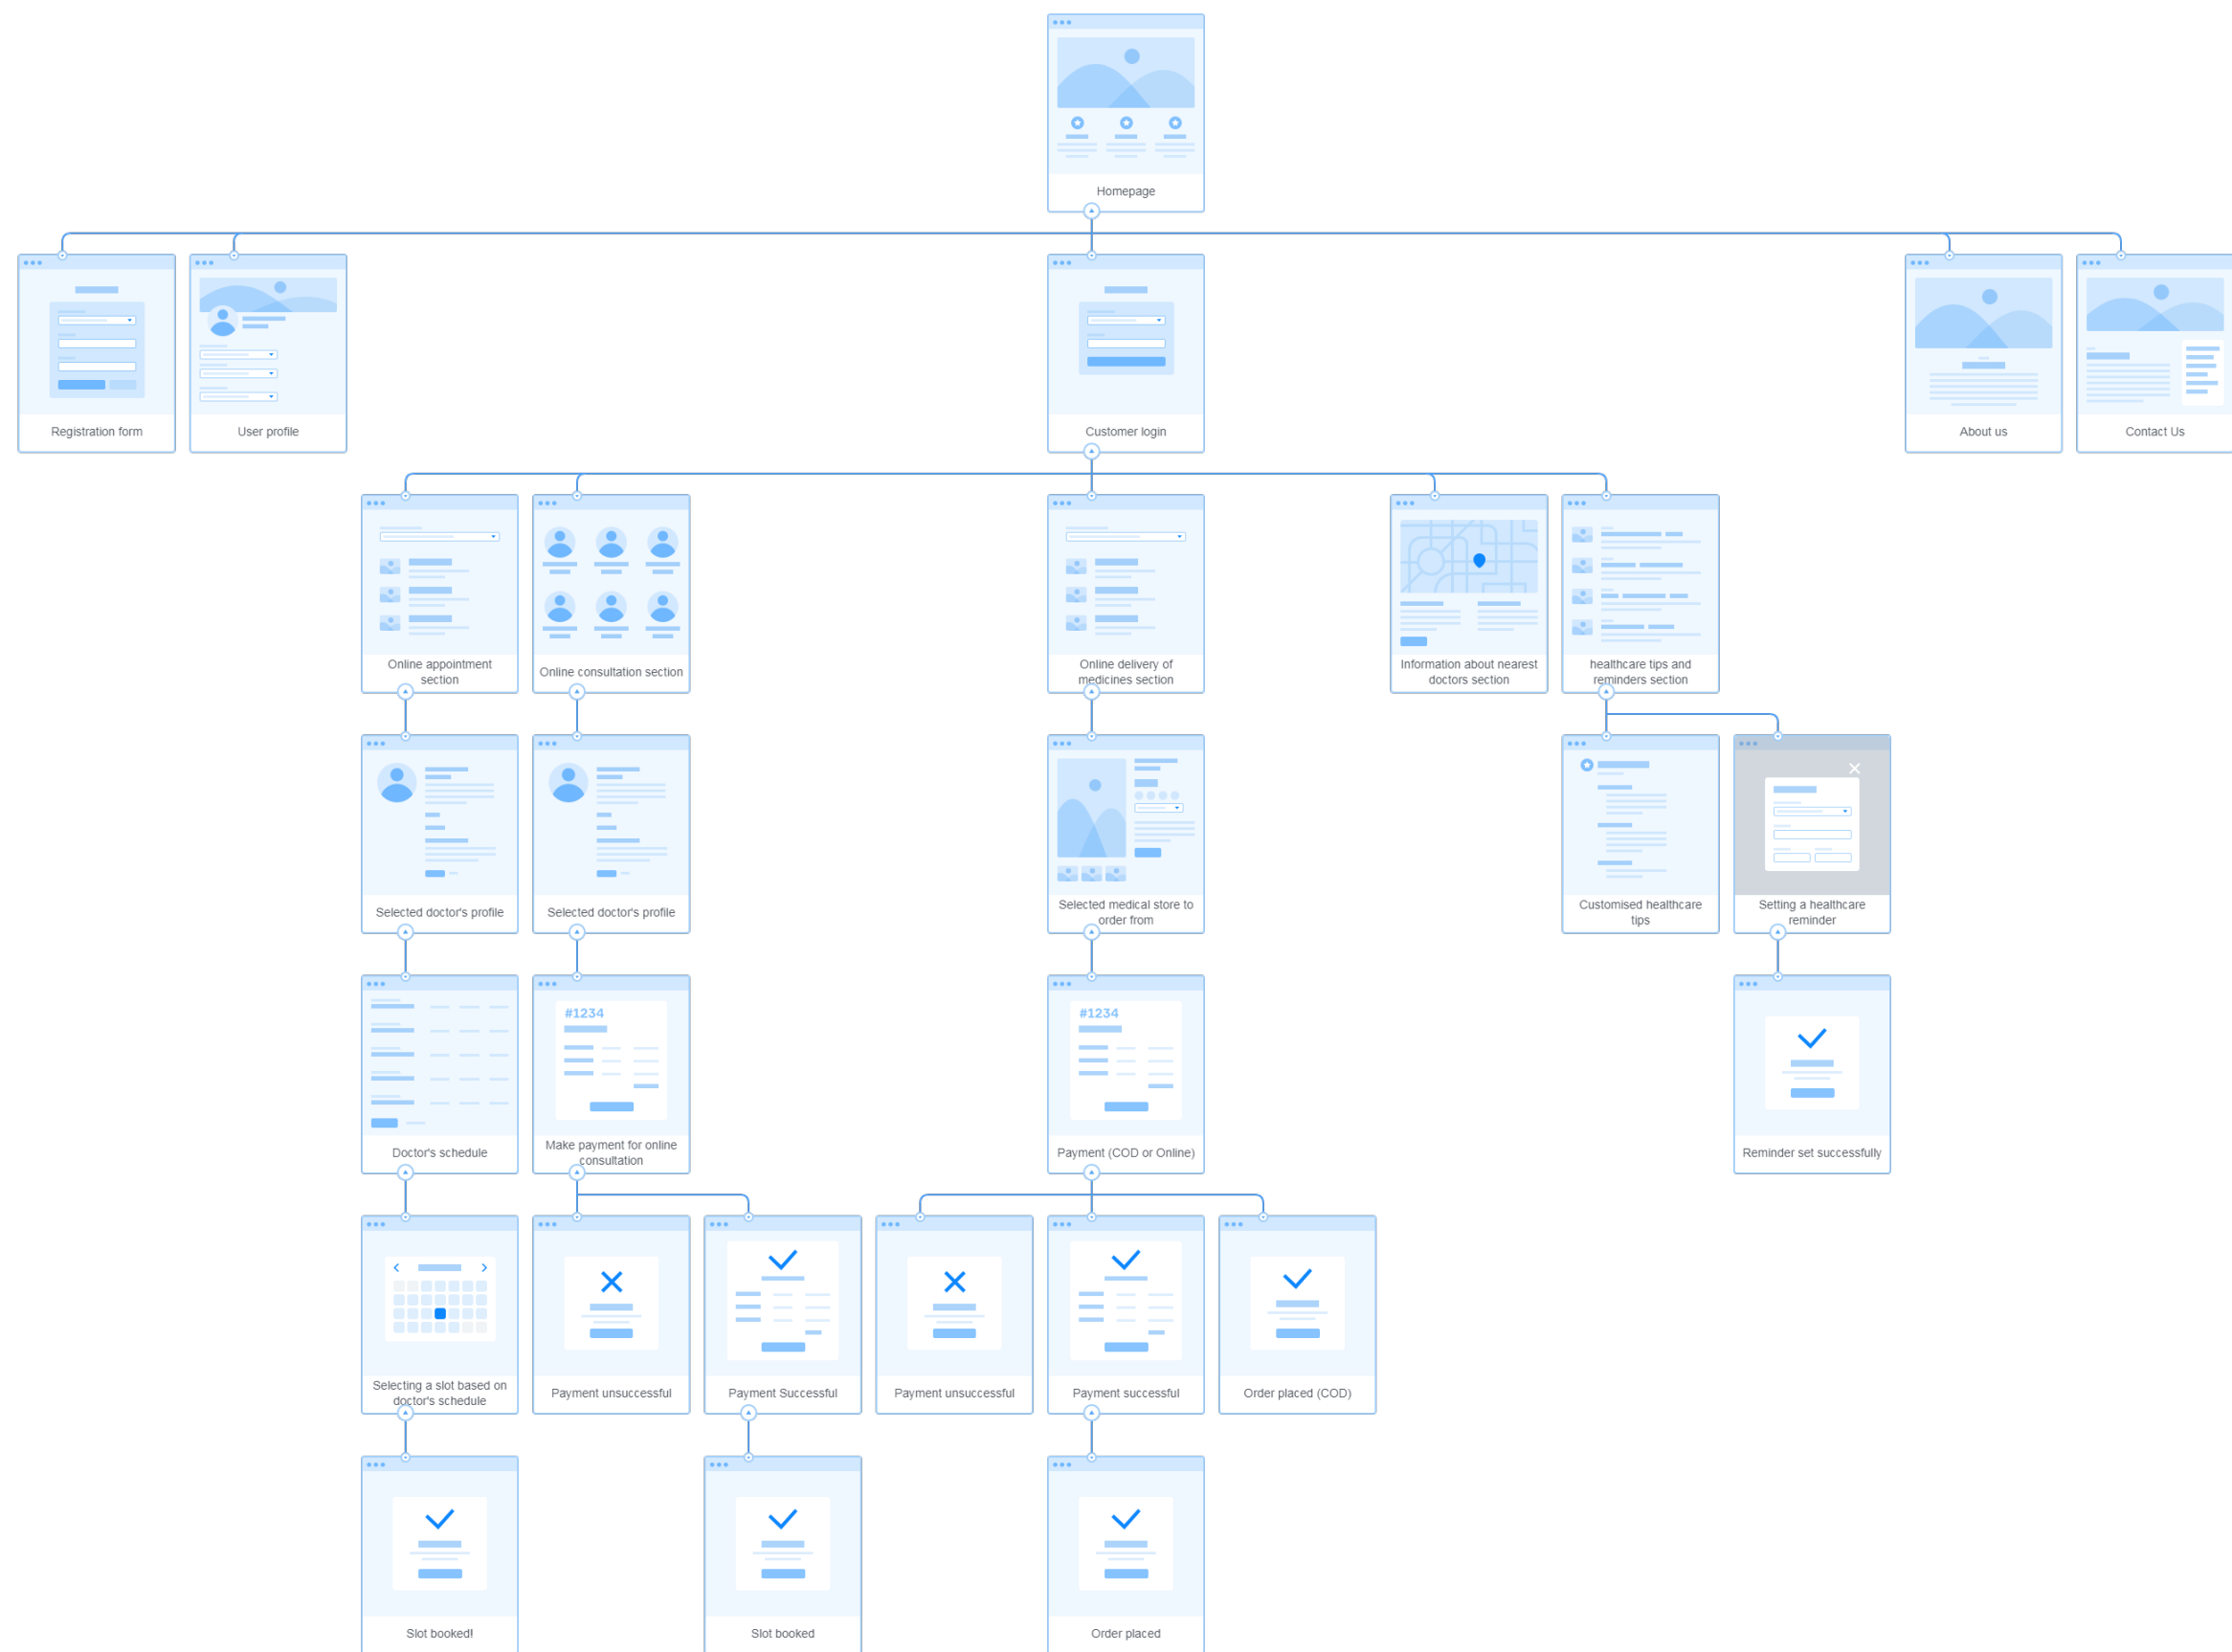 Homepage
Registration form
User profile
Customer login
About us
Contact Us
Online appointment
section
Online consultation section
Online delivery of
medicines section
Information about nearest
doctors section
healthcare tips and
reminders section
Selected doctor's profile
Selected doctor's profile
Selected medical store to
order from
Customised healthcare
tips
Setting a healthcare
reminder
Doctor's schedule
#1234
Make payment for online
consultation
#1234
Payment (COD or Online)
Reminder set successfully
Selecting a slot based on
doctor's schedule
Payment unsuccessful
Payment Successful
Payment unsuccessful
Payment successful
Order placed (COD)
Slot booked!
Slot booked
Order placed